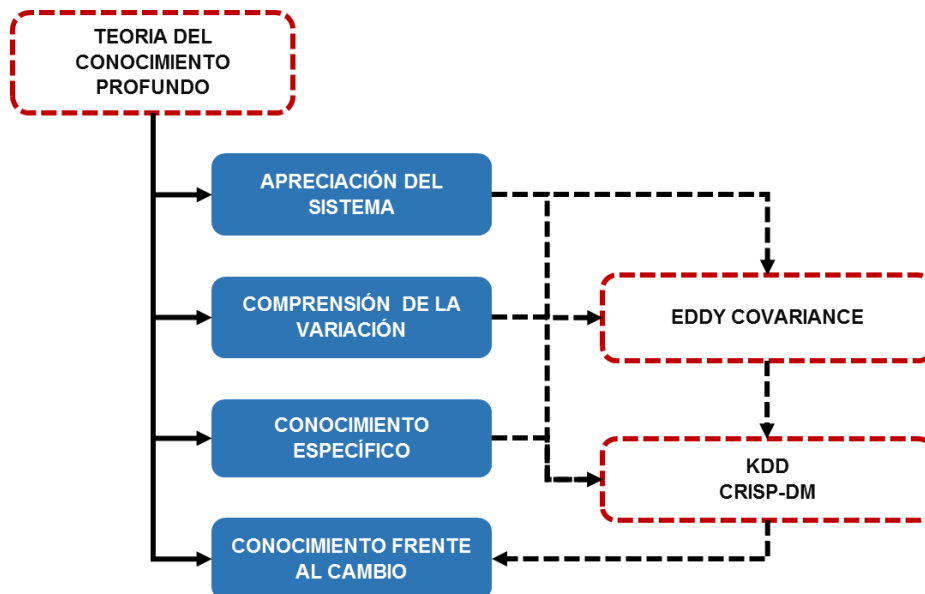 TEORIA DEL
CONOCIMIENTO
PROFUNDO
APRECIACIÓN DEL
SISTEMA
COMPRENSIÓN DE LA
VARIACIÓN
EDDY COVARIANCE
CONOCIMIENTO
ESPECÍFICO
KDD
CRISP-DM
CONOCIMIENTO FRENTE
AL CAMBIO